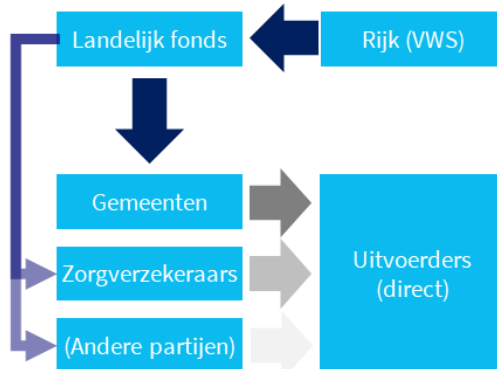 Landelijk fonds
Rijk (VWS)
Gemeenten
Zorgverzekeraars
(Andere partijen)
Uitvoerders
(direct)